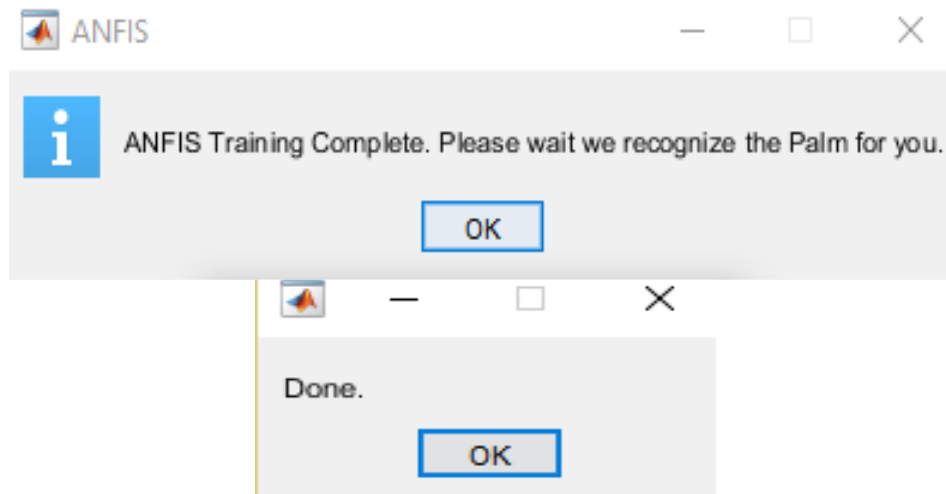 ANFIS
ANFIS Training Complete. Please wait we recognize the Palm for you.
OK
Done.
OK